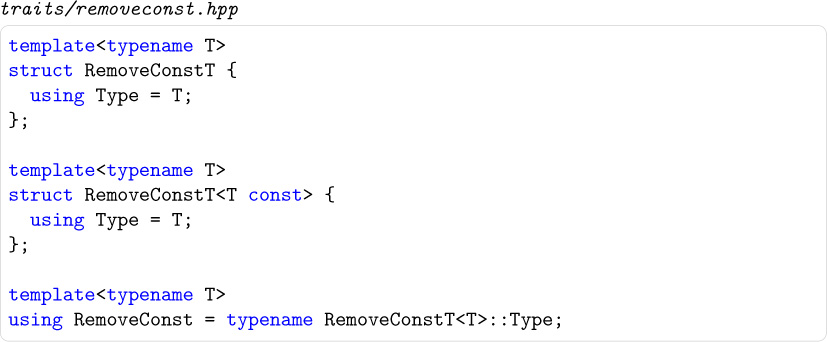 traits/removeconst.hpp
template<typename T>
struct RemoveConstT {
  using Type = T;
};

template<typename T>
struct RemoveConstT<T const> {
  using Type = T;
};

template<typename T>
using RemoveConst = typename RemoveConstT<T>::Type;